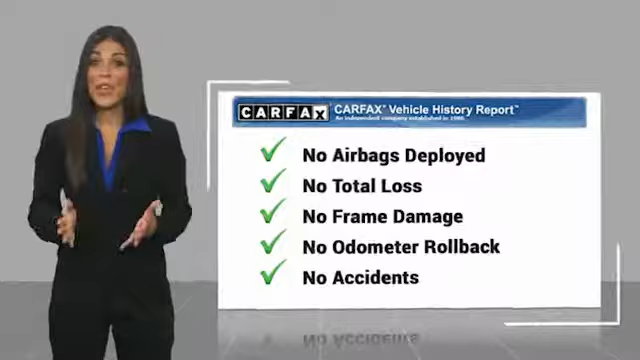 CARFAX CARFAX® Vehicle History Report™
An independent company established in 1986.
No Airbags Deployed
No Total Loss
No Frame Damage
No Odometer Rollback
No Accidents